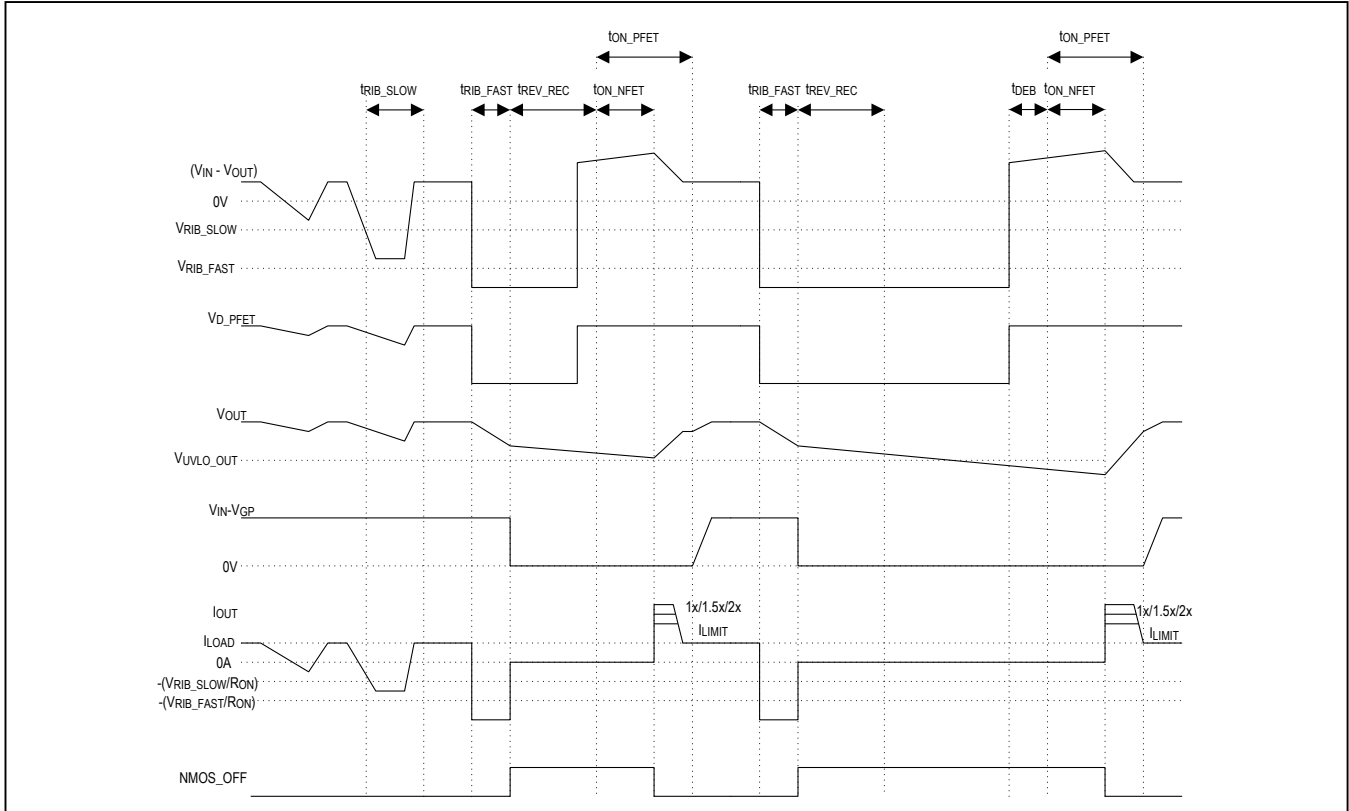 tON_PFET tON_PFET
tRIB_SLOW tRIB_FAST tREV_REC tON_NFET tRIB_FAST tREV_REC tDEB tON_NFET
(VIN - VOUT)
0V
VRIB_SLOW
VRIB_FAST
VD_PFET
VOUT
VUVLO_OUT
VIN-VGP
0V
IOUT 1x/1.5x/2x 1x/1.5x/2x
ILIMIT ILIMIT
ILOAD
0A
-(VRIB_SLOW/RON)
-(VRIB_FAST/RON)
NMOS_OFF